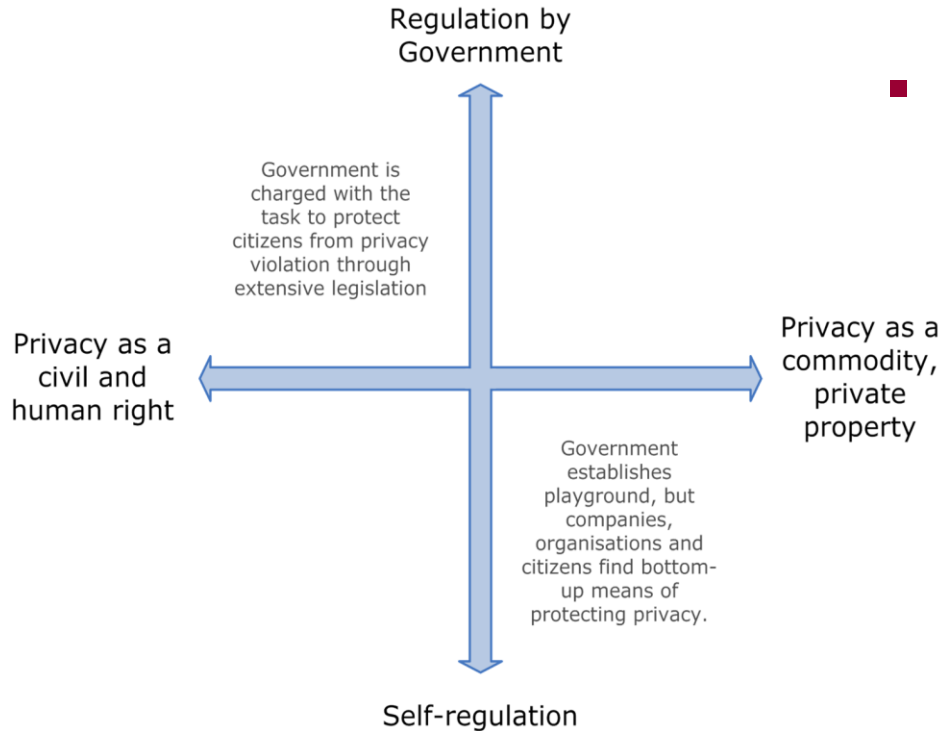 Regulation by
Government
Government is
charged with the
task to protect
citizens from privacy
violation through
extensive legislation
Privacy as a
civil and
human right
Privacy as a
commodity,
private
property
Government
establishes
playground, but
companies,
organisations and
citizens find bottom-
up means of
protecting privacy.
Self-regulation